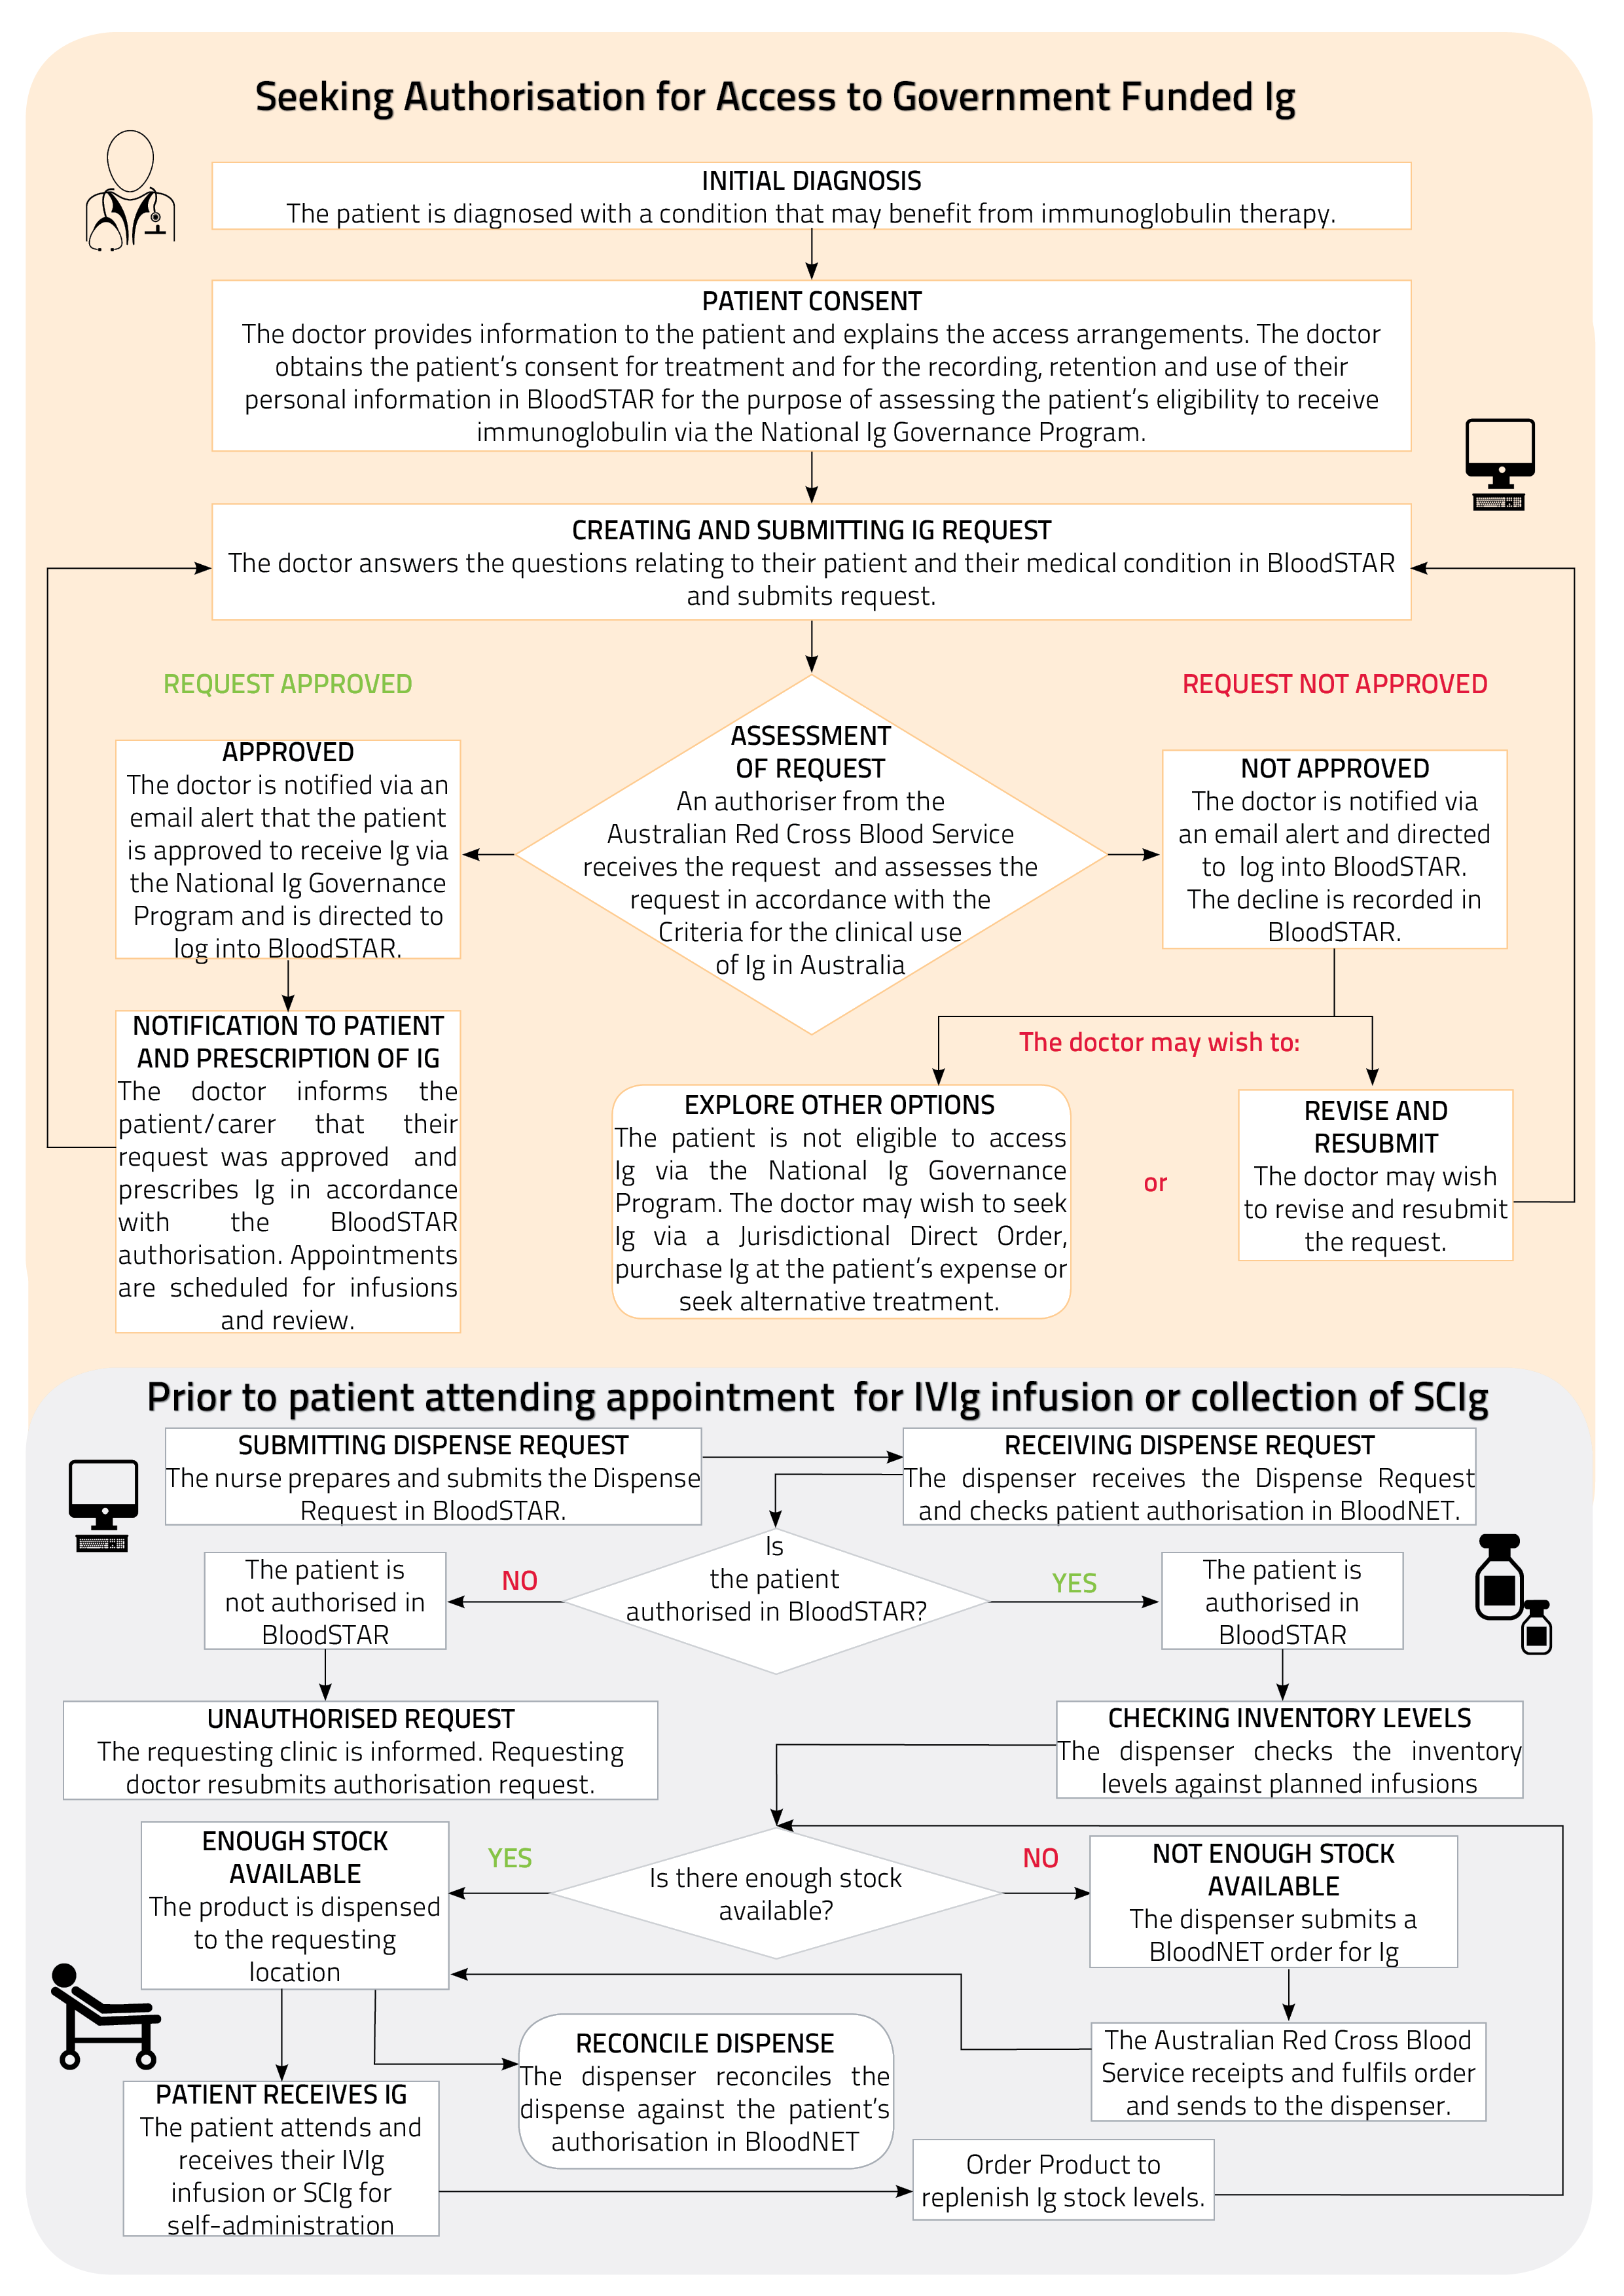 Seeking Authorisation for Access to Government Funded Ig
INITIAL DIAGNOSIS
The patient is diagnosed with a condition that may benefit from immunoglobulin therapy.
PATIENT CONSENT
The doctor provides information to the patient and explains the access arrangements. The doctor
obtains the patient's consent for treatment and for the recording, retention and use of their
personal information in BloodSTAR for the purpose of assessing the patient's eligibility to receive
immunoglobulin via the National Ig Governance Program.
CREATING AND SUBMITTING IG REQUEST
The doctor answers the questions relating to their patient and their medical condition in BloodSTAR
and submits request.
REQUEST APPROVED
REQUEST NOT APPROVED
APPROVED
The doctor is notified via an
email alert that the patient
is approved to receive Ig via
the National Ig Governance
Program and is directed to
log into BloodSTAR.
ASSESSMENT
OF REQUEST
An authoriser from the
Australian Red Cross Blood Service
receives the request and assesses the
request in accordance with the
Criteria for the clinical use
of Ig in Australia
NOT APPROVED
The doctor is notified via
an email alert and directed
to log into BloodSTAR.
The decline is recorded in
BloodSTAR.
NOTIFICATION TO PATIENT
AND PRESCRIPTION OF IG
The doctor informs the
patient/carer that their
request was approved and
prescribes Ig in accordance
with the BloodSTAR
authorisation. Appointments
are scheduled for infusions
and review.
The doctor may wish to:
EXPLORE OTHER OPTIONS
The patient is not eligible to access
Ig via the National Ig Governance
Program. The doctor may wish to seek
Ig via a Jurisdictional Direct Order,
purchase Ig at the patient's expense or
seek alternative treatment.
or
REVISE AND
RESUBMIT
The doctor may wish
to revise and resubmit
the request.
Prior to patient attending appointment for IVIg infusion or collection of SCIg
SUBMITTING DISPENSE REQUEST
The nurse prepares and submits the Dispense
Request in BloodSTAR.
RECEIVING DISPENSE REQUEST
The dispenser receives the Dispense Request
and checks patient authorisation in BloodNET.
Is
the patient
authorised in BloodSTAR?
NO
YES
The patient is
not authorised in
BloodSTAR
The patient is
authorised in
BloodSTAR
UNAUTHORISED REQUEST
The requesting clinic is informed. Requesting
doctor resubmits authorisation request.
CHECKING INVENTORY LEVELS
The dispenser checks the inventory
levels against planned infusions
ENOUGH STOCK
AVAILABLE
The product is dispensed
to the requesting
location
YES
Is there enough stock
available?
NO
NOT ENOUGH STOCK
AVAILABLE
The dispenser submits a
BloodNET order for Ig
RECONCILE DISPENSE
The dispenser reconciles the
dispense against the patient's
authorisation in BloodNET
The Australian Red Cross Blood
Service receipts and fulfils order
and sends to the dispenser.
PATIENT RECEIVES IG
The patient attends and
receives their IVIg
infusion or SCIg for
self-administration
Order Product to
replenish Ig stock levels.